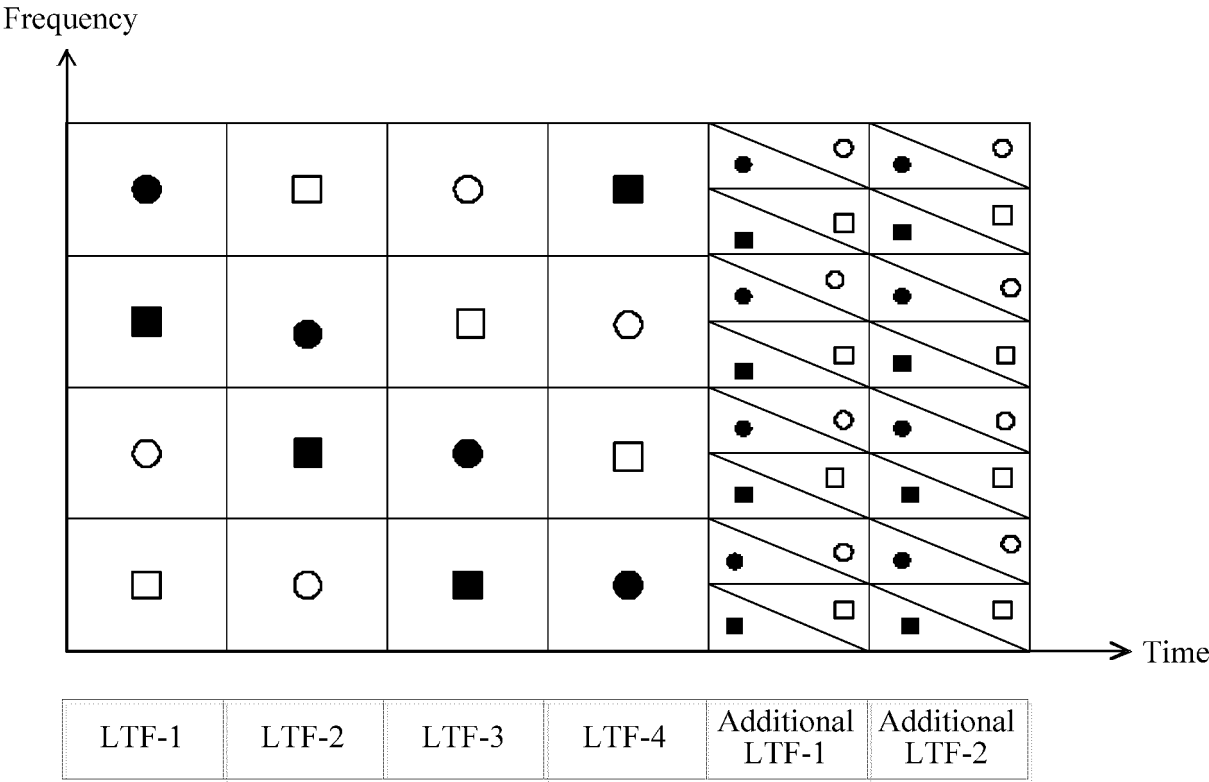 Frequency
Time
LTF-1
LTF-2
LTF-3
LTF-4
Additional
LTF-1
Additional
LTF-2